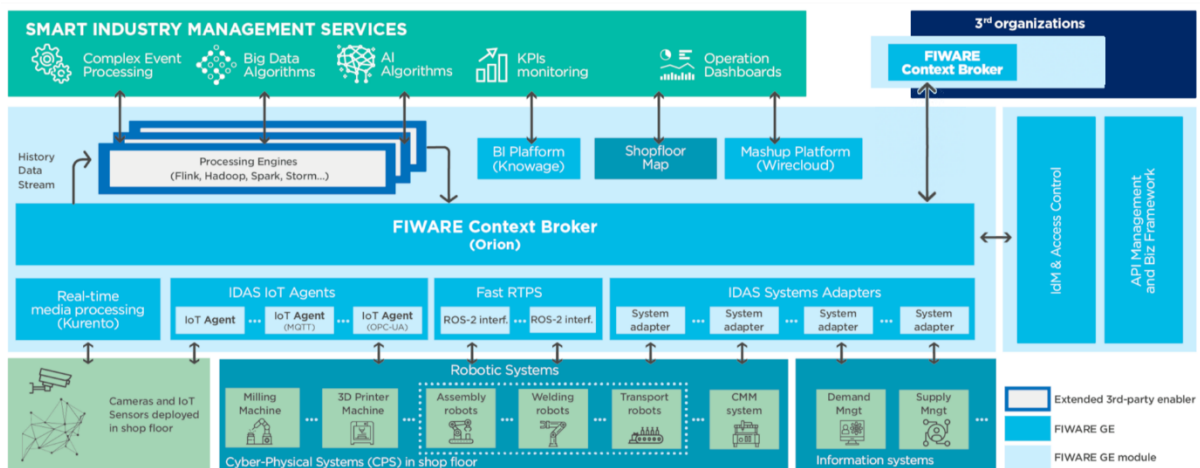 SMART INDUSTRY MANAGEMENT SERVICES
Complex Event
Processing
Big Data
Algorithms
AI
Algorithms
KPIs
monitoring
Operation
Dashboards
3rd organizations
FIWARE
Context Broker
History
Data
Stream
Processing Engines
(Flink, Hadoop, Spark, Storm...)
BI Plafform
(Knowage)
Shopfloor
Map
Mashup Platform
(Wirecloud)
FIWARE Context Broker
(Orion)
IdM & Access Control
API Management
and Biz Framework
Real-time
media processing
(Kurento)
IDAS IoT Agents
IoT Agent
...
IoT Agent
(MQTT)
...
IoT Agent
(OPC-UA)
Fast RTPS
ROS-2 interf.
...
ROS-2 interf.
IDAS Systems Adapters
System
adapter
...
System
adapter
...
System
adapter
...
System
adapter
Cameras and IoT
Sensors deployed
in shop floor
Robotic Systems
Milling
Machine
...
3D Printer
Machine
...
Assembly
robots
Welding
robots
Transport
robots
...
CMM
system
...
Cyber-Physical Systems (CPS) in shop floor
Demand
Mngt
Supply
Mngt
...
Information systems
Extended 3rd-party enabler
FIWARE GE
FIWARE GE module